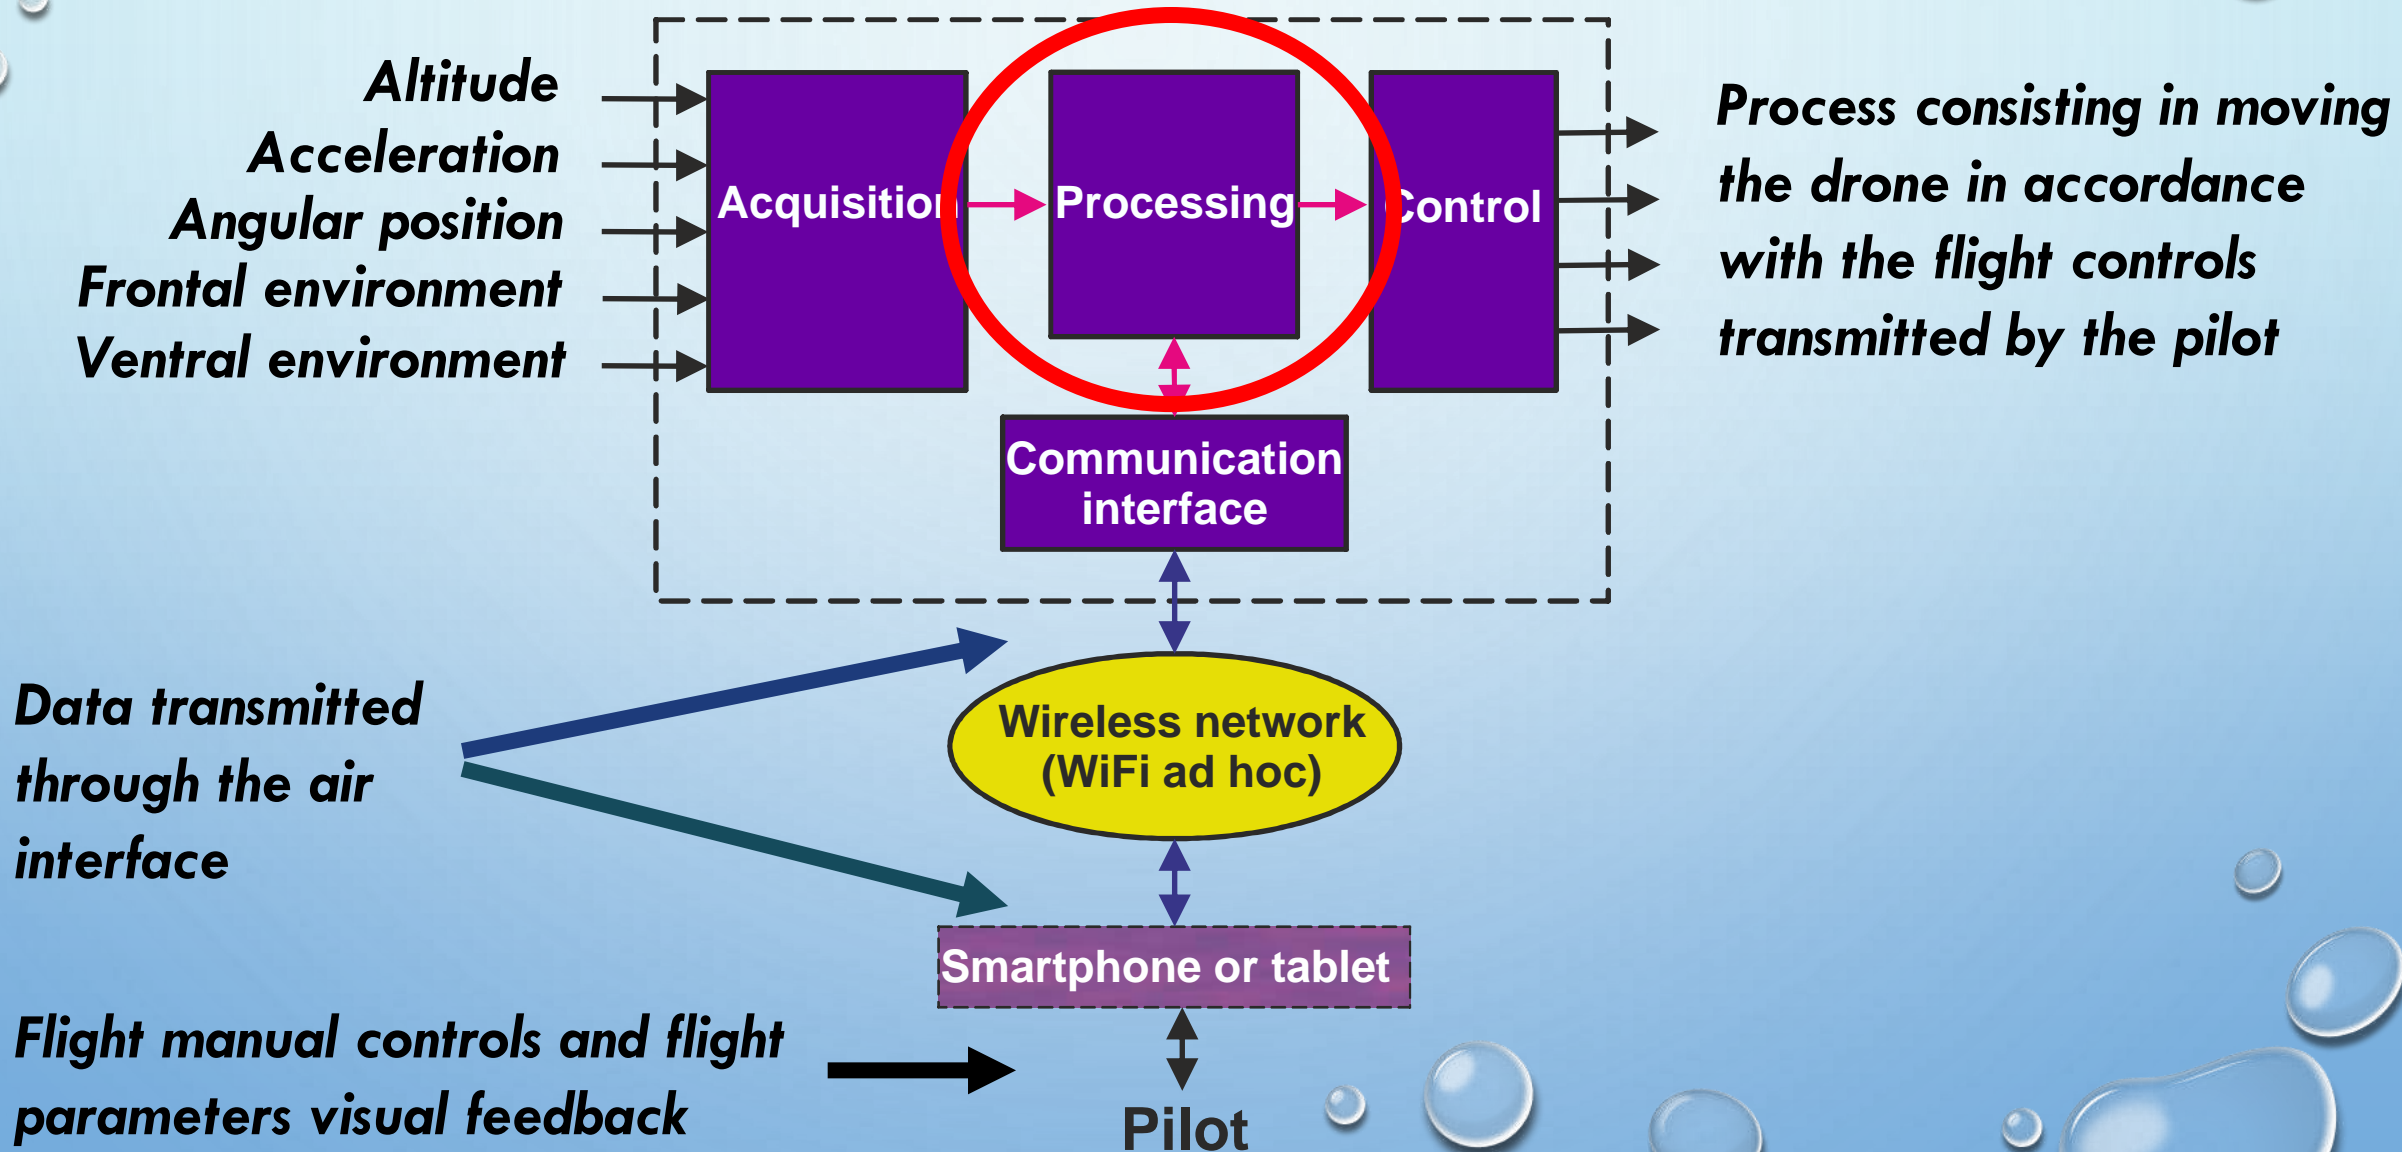 Altitude
Acceleration
Angular position
Frontal environment
Ventral environment
Acquisition
Processing
Control
Process consisting in moving
the drone in accordance
with the flight controls
transmitted by the pilot
Communication
interface
Data transmitted
through the air
interface
Wireless network
(WiFi ad hoc)
Smartphone or tablet
Flight manual controls and flight
parameters visual feedback
Pilot